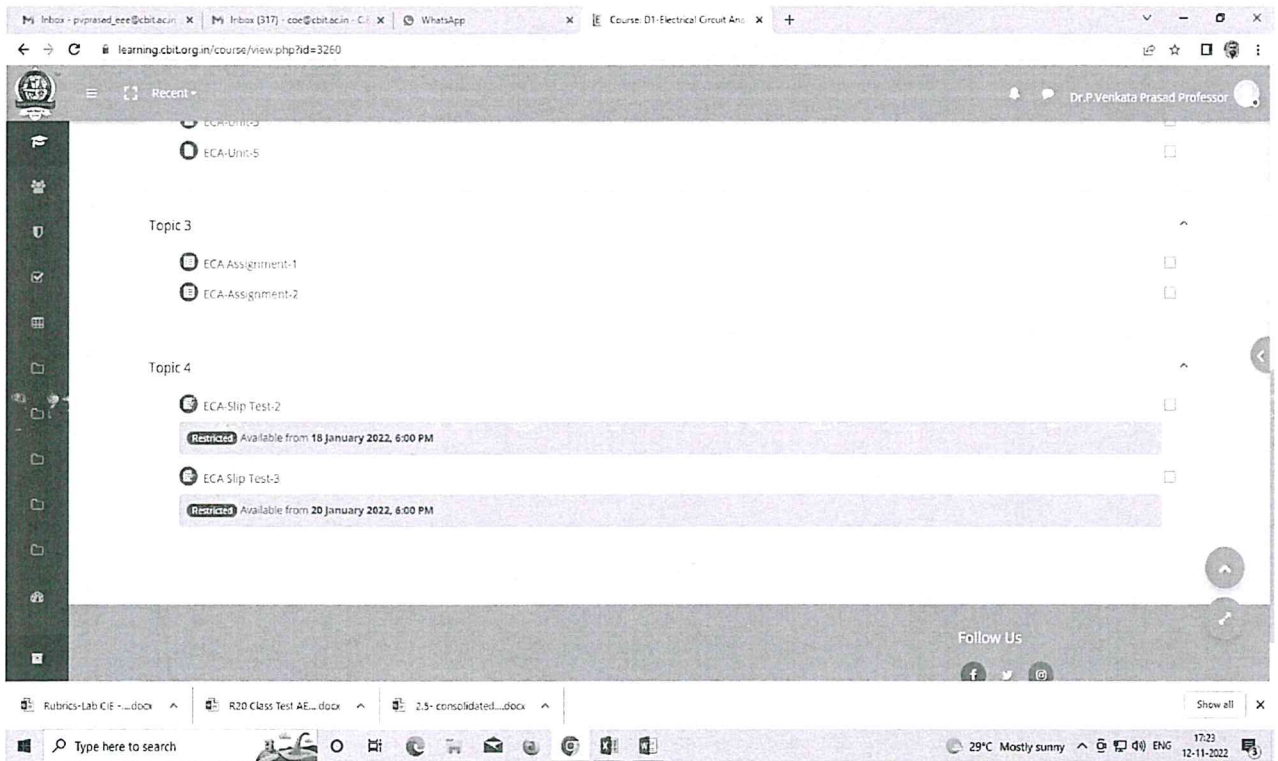 Inbox - pvprasad_eee@cbit.ac.in
Inbox (317) - coe@cbit.ac.in - C.
WhatsApp
Course: D1-Electrical Circuit Ana
learning.cbit.org.in/course/view.php?id=3260
Recent
Dr.P.Venkata Prasad Professor
ECA-Unit-5
Topic 3
ECA Assignment-1
ECA-Assignment-2
Topic 4
ECA-Slip Test-2
Restricted Available from 18 January 2022, 6:00 PM
ECA Slip Test-3
Restricted Available from 20 January 2022, 6:00 PM
Follow Us
Rubrics-Lab CIE -....docx
R20 Class Test AE....docx
2.5- consolidated....docx
Show all
Type here to search
29°C Mostly sunny
ENG
17:23
12-11-2022